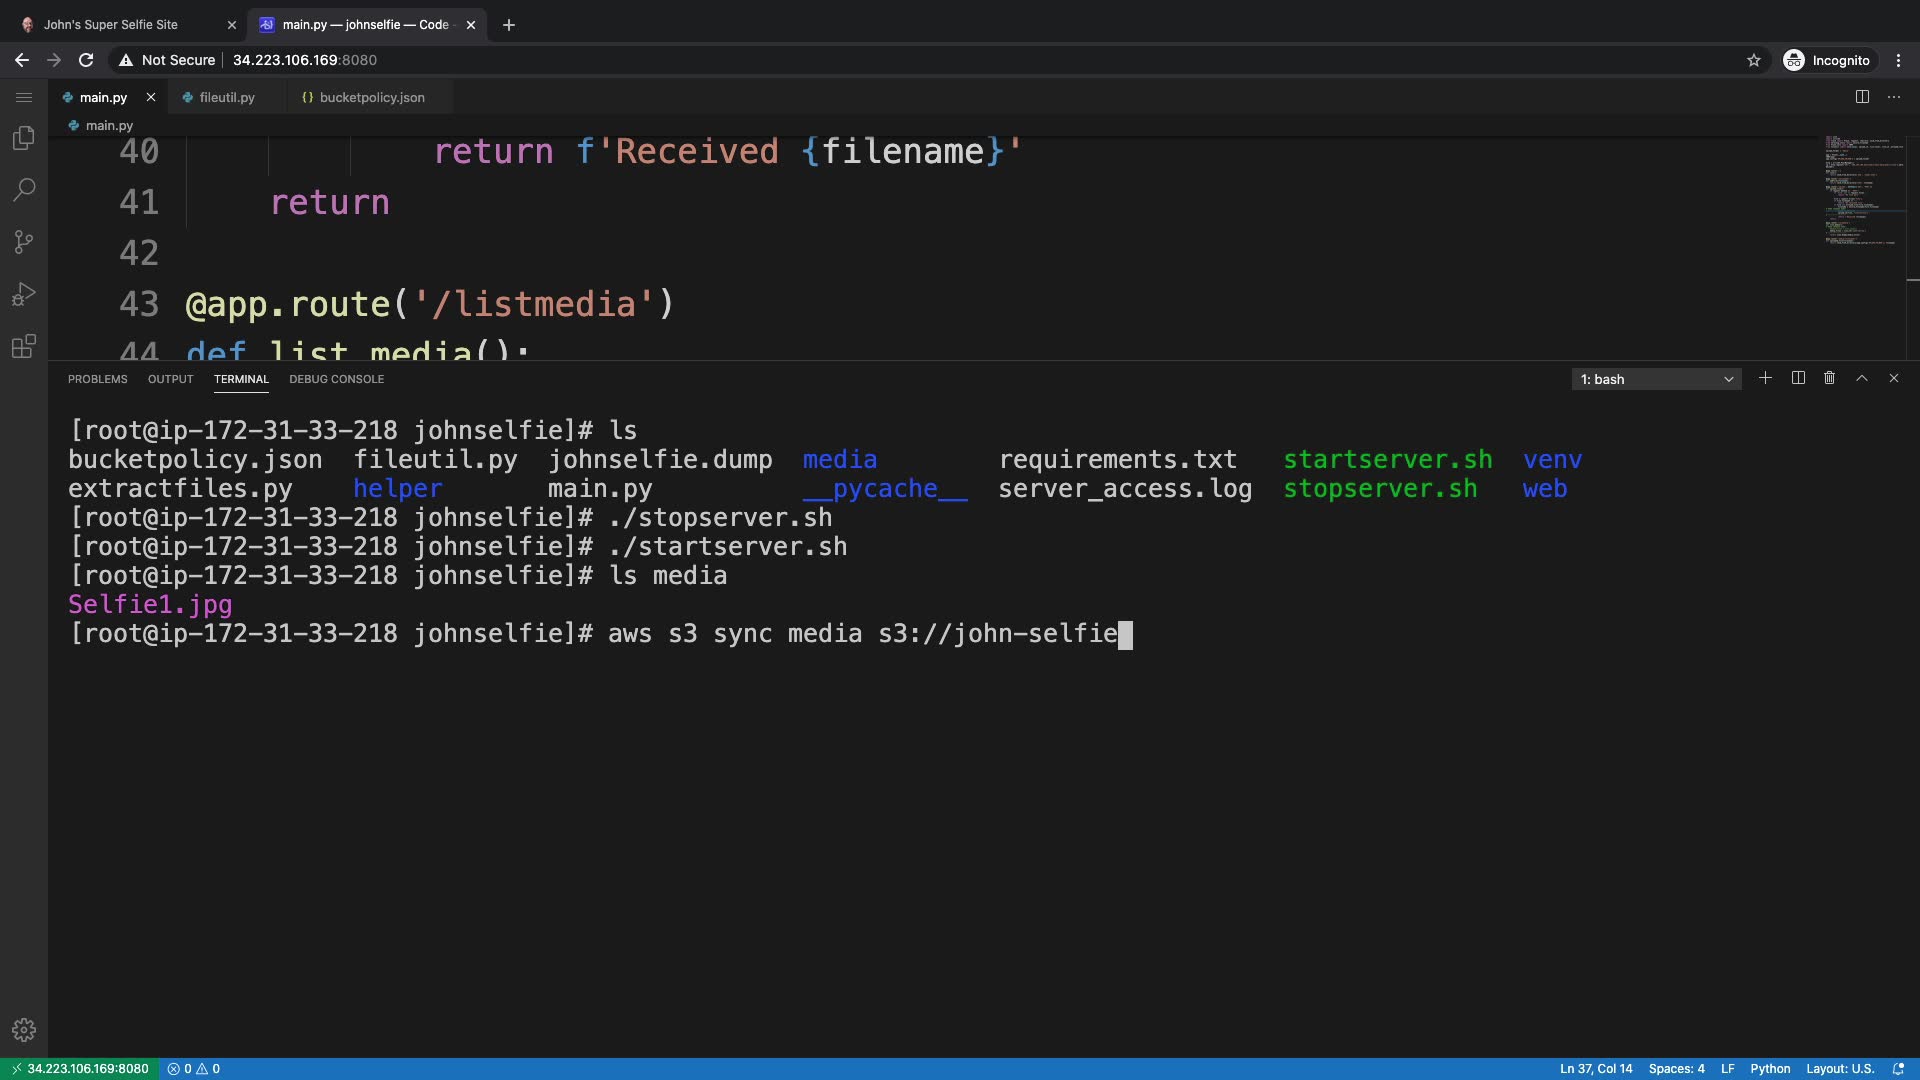 John's Super Selfie Site
main.py — johnselfie — Code -
Not Secure 34.223.106.169:8080
Incognito
main.py fileutil.py {} bucketpolicy.json
main.py
40 return f'Received {filename}'
41 return
42
43 @app.route('/listmedia')
44 def list_media():
PROBLEMS OUTPUT TERMINAL DEBUG CONSOLE 1: bash
[root@ip-172-31-33-218 johnselfie]# ls
bucketpolicy.json fileutil.py johnselfie.dump media requirements.txt startserver.sh venv
extractfiles.py helper main.py __pycache__ server_access.log stopserver.sh web
[root@ip-172-31-33-218 johnselfie]# ./stopserver.sh
[root@ip-172-31-33-218 johnselfie]# ./startserver.sh
[root@ip-172-31-33-218 johnselfie]# ls media
Selfie1.jpg
[root@ip-172-31-33-218 johnselfie]# aws s3 sync media s3://john-selfie
34.223.106.169:8080 0 0 Ln 37, Col 14 Spaces: 4 LF Python Layout: U.S.